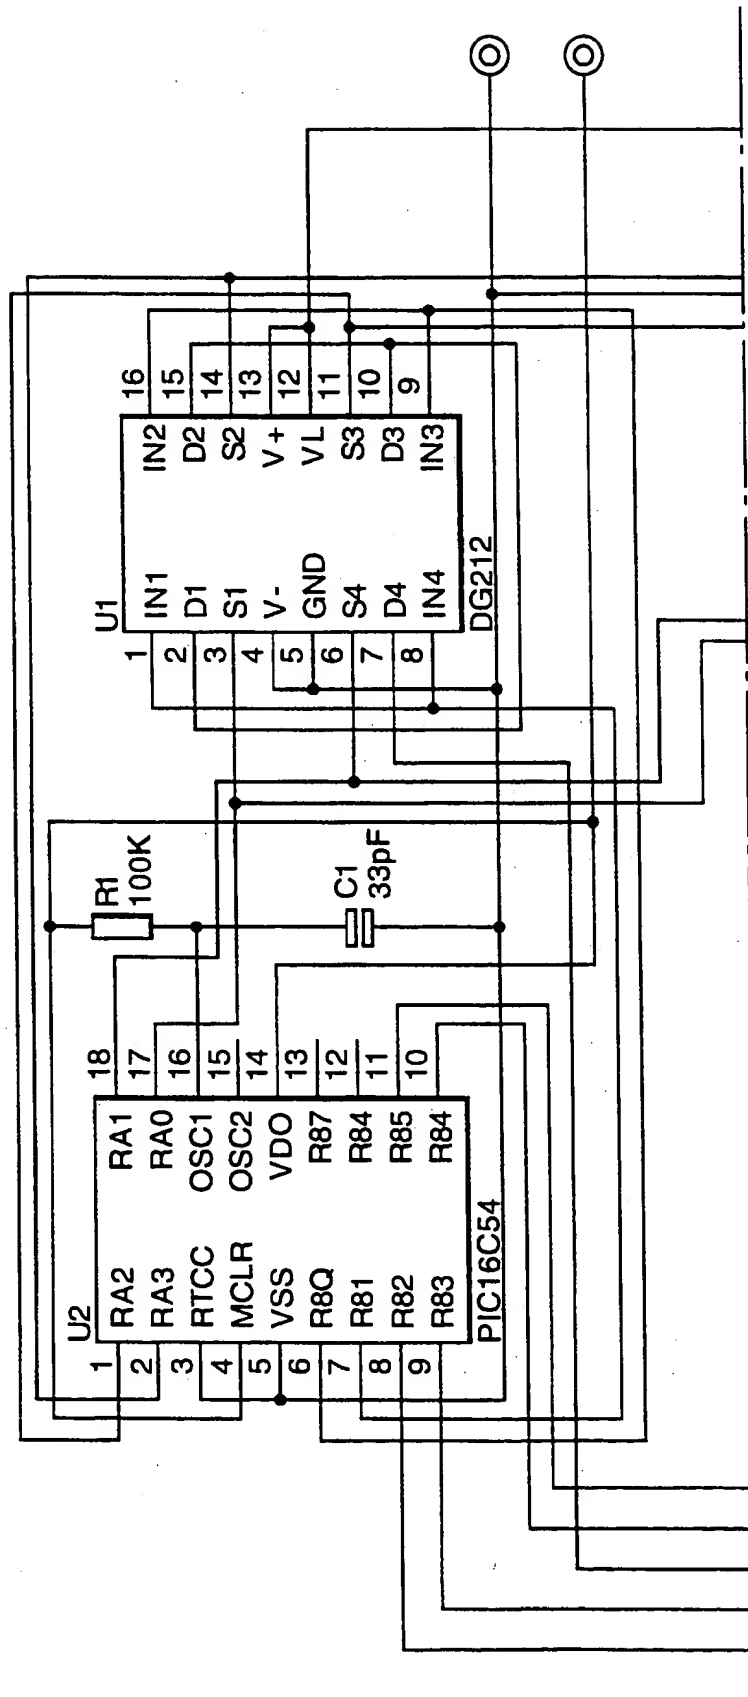 U1
DG212
16
15
14
13
12
11
10
9
IN2
D2
S2
V+
VL
S3
D3
IN3
IN1
D1
S1
V-
GND
S4
D4
IN4
1
2
3
4
5
6
7
8
R1
100K
C1
33pF
U2
PIC16C54
18
17
16
15
14
13
12
11
10
RA1
RA0
OSC1
OSC2
VDO
R87
R84
R85
R84
RA2
RA3
RTCC
MCLR
VSS
R8Q
R81
R82
R83
1
2
3
4
5
6
7
8
9